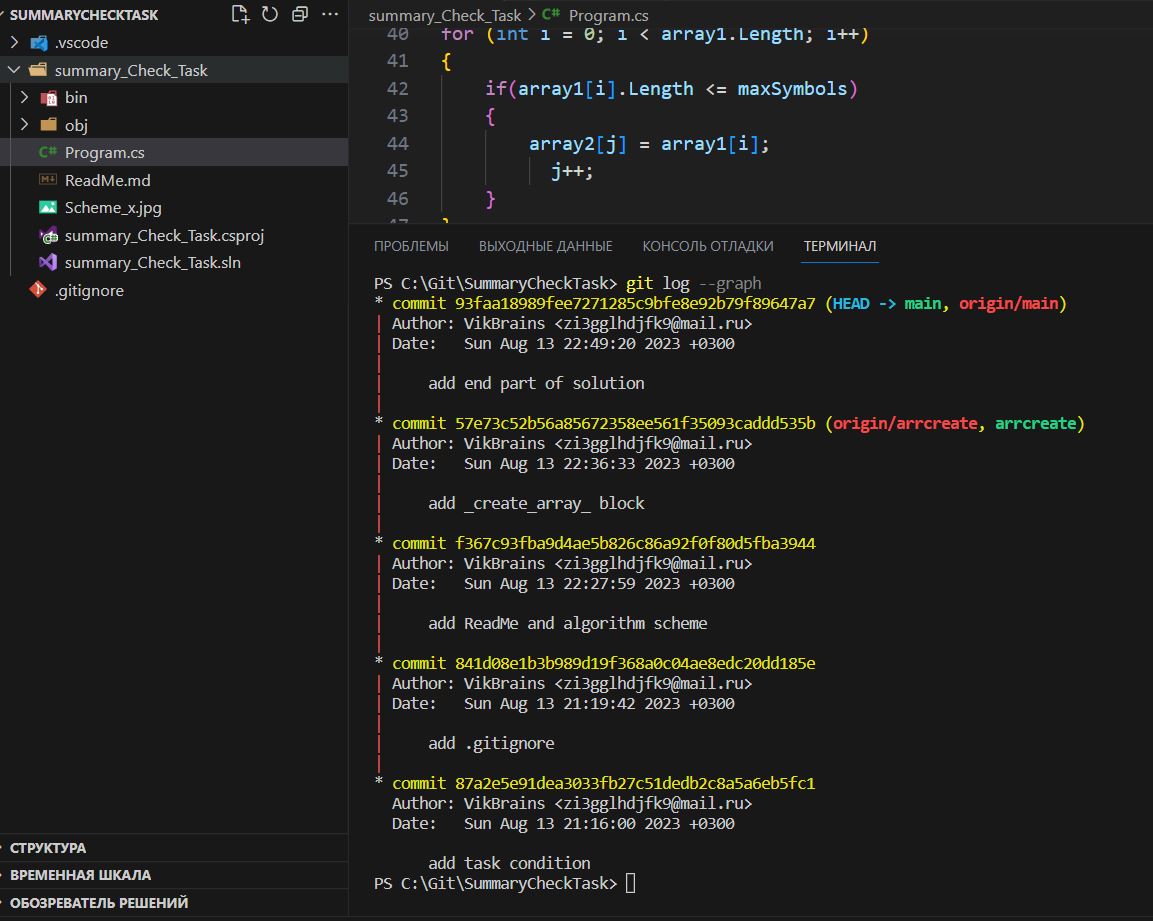 SUMMARYCHECKTASK
.vscode
summary_Check_Task
bin
obj
C# Program.cs
M↓ ReadMe.md
Scheme_x.jpg
summary_Check_Task.csproj
summary_Check_Task.sln
.gitignore
СТРУКТУРА
ВРЕМЕННАЯ ШКАЛА
ОБОЗРЕВАТЕЛЬ РЕШЕНИЙ
summary_Check_Task > C# Program.cs
40 for (int i = 0; i < array1.Length; i++)
41 {
42 if(array1[i].Length <= maxSymbols)
43 {
44 array2[j] = array1[i];
45 j++;
46 }
47 }
ПРОБЛЕМЫ ВЫХОДНЫЕ ДАННЫЕ КОНСОЛЬ ОТЛАДКИ ТЕРМИНАЛ
PS C:\Git\SummaryCheckTask> git log --graph
* commit 93faa18989fee7271285c9bfe8e92b79f89647a7 (HEAD -> main, origin/main)
| Author: VikBrains <zi3gglhdjfk9@mail.ru>
| Date: Sun Aug 13 22:49:20 2023 +0300
|
| add end part of solution
|
* commit 57e73c52b56a85672358ee561f35093caddd535b (origin/arrcreate, arrcreate)
| Author: VikBrains <zi3gglhdjfk9@mail.ru>
| Date: Sun Aug 13 22:36:33 2023 +0300
|
| add _create_array_ block
|
* commit f367c93fba9d4ae5b826c86a92f0f80d5fba3944
| Author: VikBrains <zi3gglhdjfk9@mail.ru>
| Date: Sun Aug 13 22:27:59 2023 +0300
|
| add ReadMe and algorithm scheme
|
* commit 841d08e1b3b989d19f368a0c04ae8edc20dd185e
| Author: VikBrains <zi3gglhdjfk9@mail.ru>
| Date: Sun Aug 13 21:19:42 2023 +0300
|
| add .gitignore
|
* commit 87a2e5e91dea3033fb27c51dedb2c8a5a6eb5fc1
Author: VikBrains <zi3gglhdjfk9@mail.ru>
Date: Sun Aug 13 21:16:00 2023 +0300
add task condition
PS C:\Git\SummaryCheckTask>